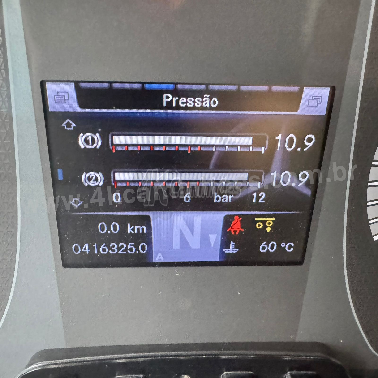 Pressão
(1) 10.9
(2) 10.9
0 6 bar 12
0.0 km
0416325.0
N
A
60 °C